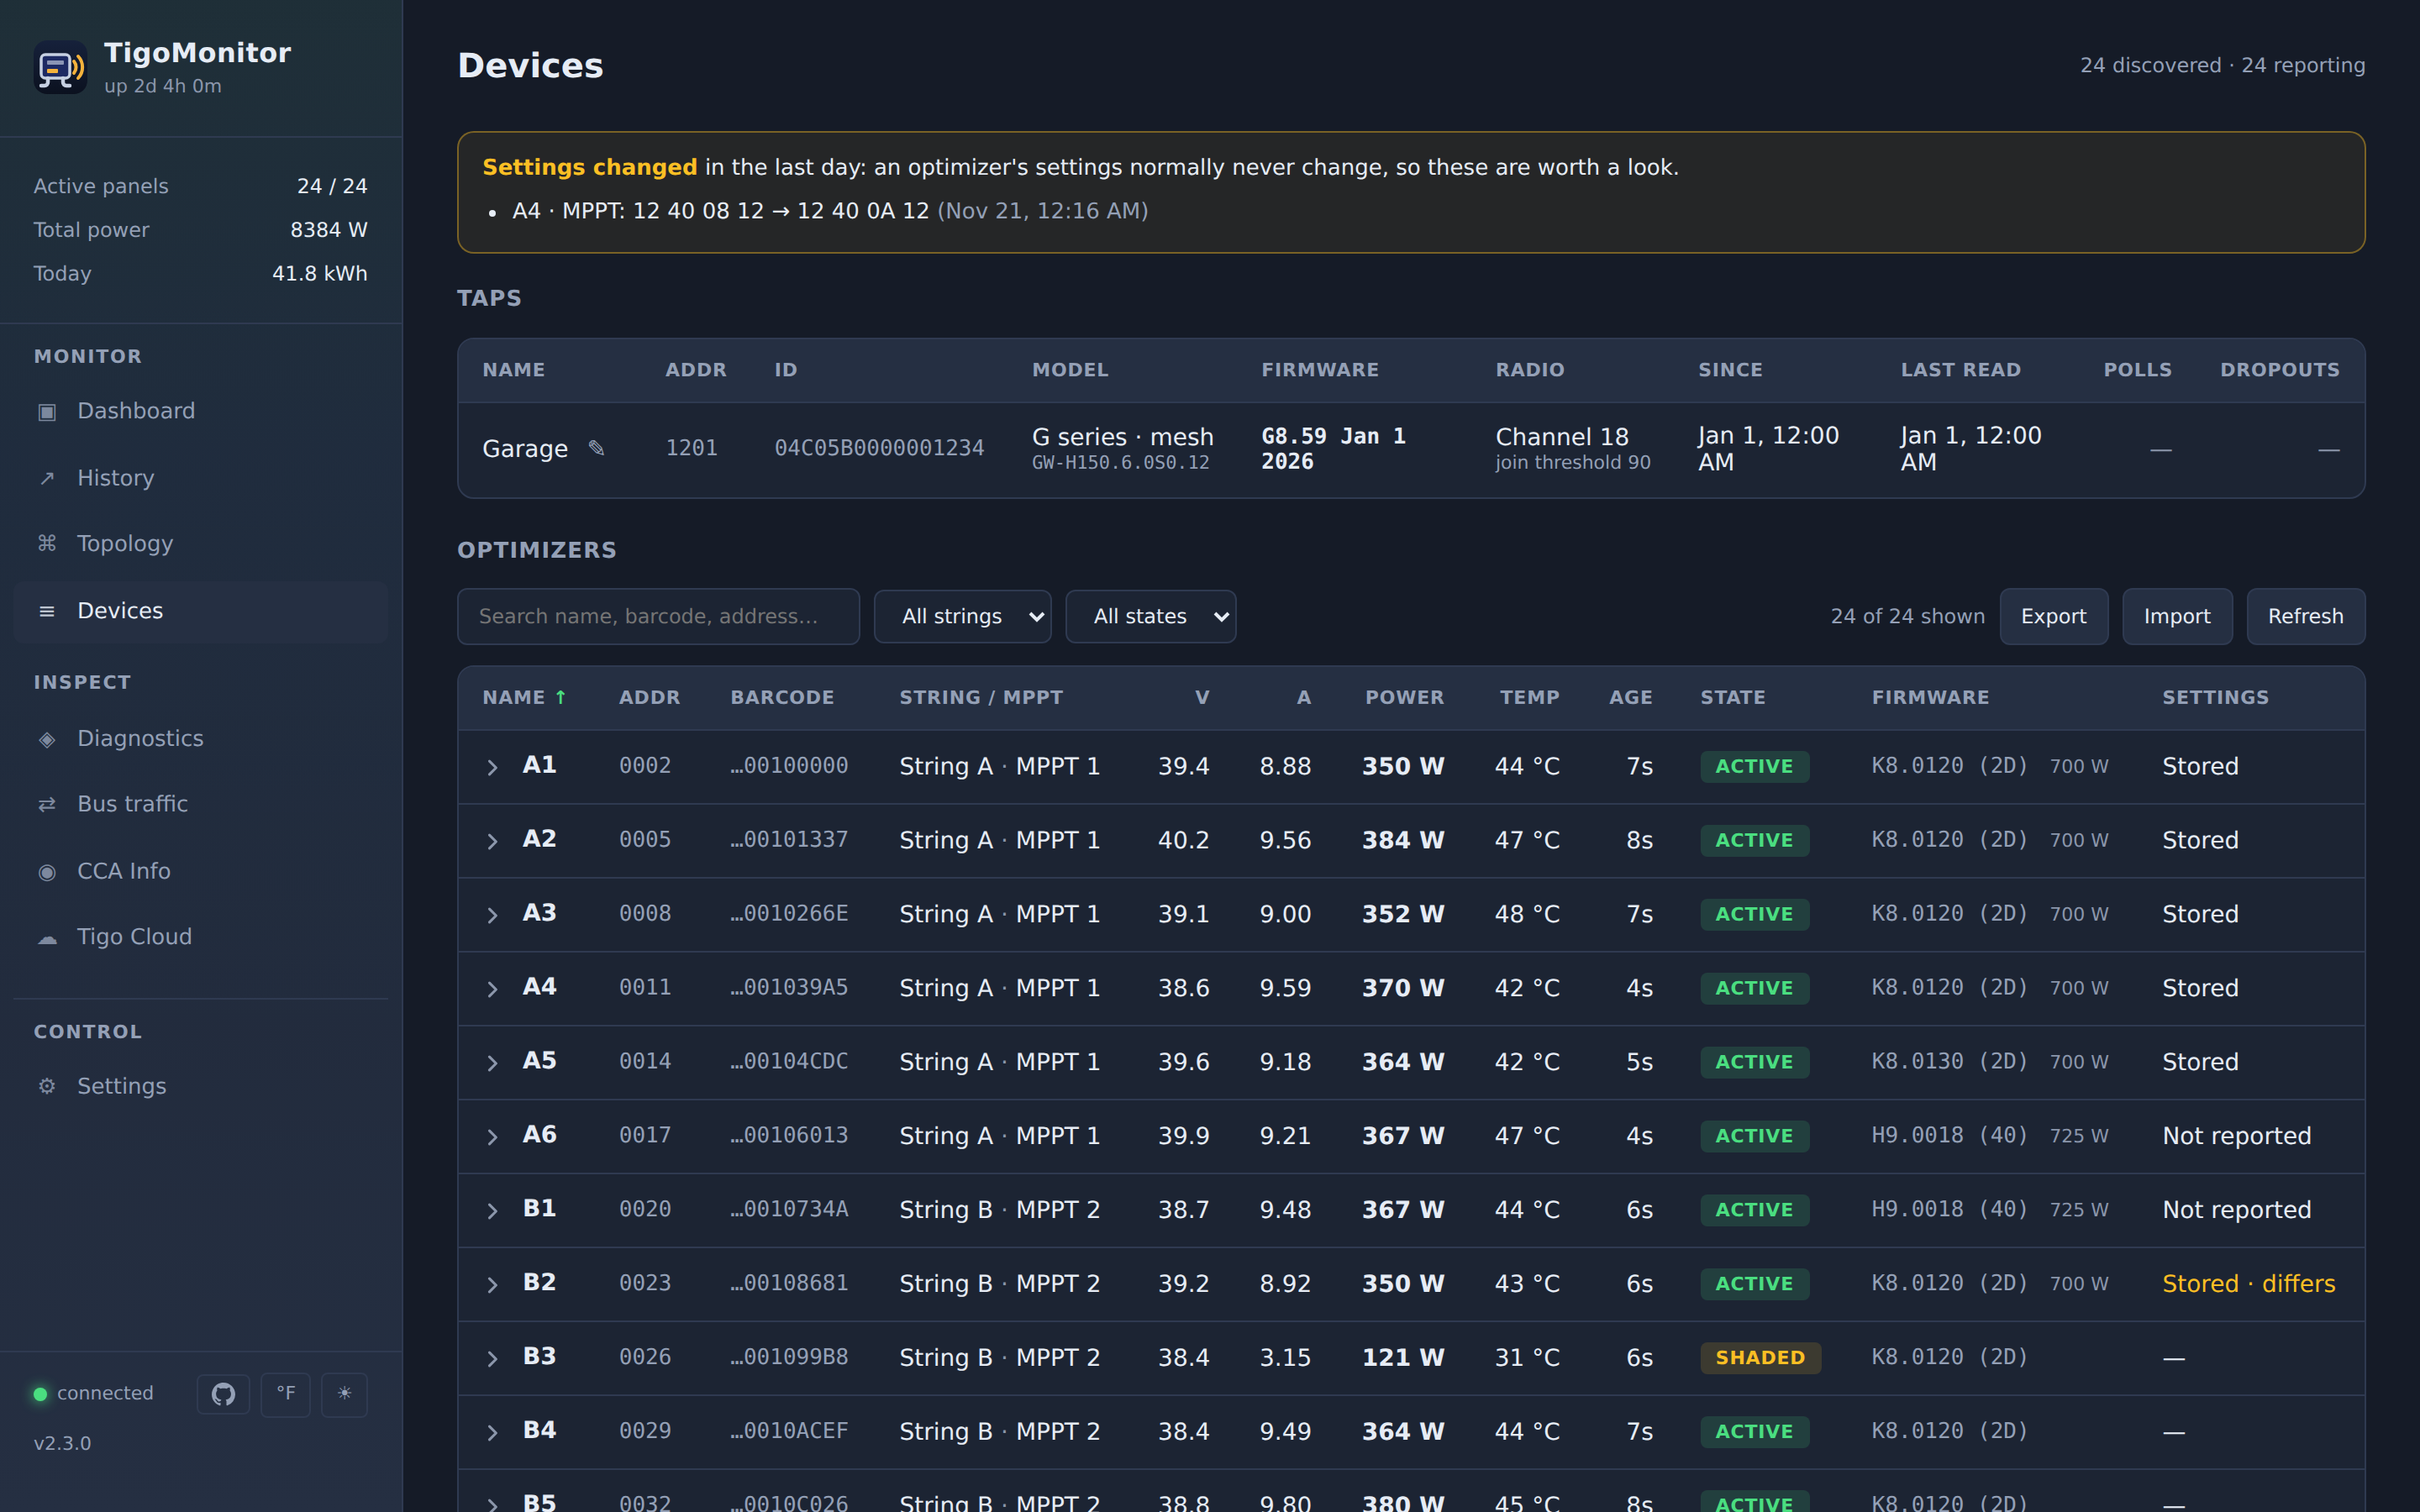 TigoMonitor
up 2d 4h 0m
Active panels 24 / 24
Total power 8384 W
Today 41.8 kWh
MONITOR
Dashboard
History
Topology
Devices
INSPECT
Diagnostics
Bus traffic
CCA Info
Tigo Cloud
CONTROL
Settings
connected
°F
v2.3.0
Devices
24 discovered · 24 reporting
Settings changed in the last day: an optimizer's settings normally never change, so these are worth a look.
• A4 · MPPT: 12 40 08 12 → 12 40 0A 12 (Nov 21, 12:16 AM)
TAPS
NAME ADDR ID MODEL FIRMWARE RADIO SINCE LAST READ POLLS DROPOUTS
Garage ✎ 1201 04C05B0000001234 G series · mesh G8.59 Jan 1 Channel 18 Jan 1, 12:00 Jan 1, 12:00 — —
GW-H150.6.0S0.12 2026 join threshold 90 AM AM
OPTIMIZERS
Search name, barcode, address… All strings All states 24 of 24 shown Export Import Refresh
NAME ↑ ADDR BARCODE STRING / MPPT V A POWER TEMP AGE STATE FIRMWARE SETTINGS
A1 0002 …00100000 String A · MPPT 1 39.4 8.88 350 W 44 °C 7s ACTIVE K8.0120 (2D) 700 W Stored
A2 0005 …00101337 String A · MPPT 1 40.2 9.56 384 W 47 °C 8s ACTIVE K8.0120 (2D) 700 W Stored
A3 0008 …0010266E String A · MPPT 1 39.1 9.00 352 W 48 °C 7s ACTIVE K8.0120 (2D) 700 W Stored
A4 0011 …001039A5 String A · MPPT 1 38.6 9.59 370 W 42 °C 4s ACTIVE K8.0120 (2D) 700 W Stored
A5 0014 …00104CDC String A · MPPT 1 39.6 9.18 364 W 42 °C 5s ACTIVE K8.0130 (2D) 700 W Stored
A6 0017 …00106013 String A · MPPT 1 39.9 9.21 367 W 47 °C 4s ACTIVE H9.0018 (40) 725 W Not reported
B1 0020 …0010734A String B · MPPT 2 38.7 9.48 367 W 44 °C 6s ACTIVE H9.0018 (40) 725 W Not reported
B2 0023 …00108681 String B · MPPT 2 39.2 8.92 350 W 43 °C 6s ACTIVE K8.0120 (2D) 700 W Stored · differs
B3 0026 …001099B8 String B · MPPT 2 38.4 3.15 121 W 31 °C 6s SHADED K8.0120 (2D) —
B4 0029 …0010ACEF String B · MPPT 2 38.4 9.49 364 W 44 °C 7s ACTIVE K8.0120 (2D) —
B5 0032 …0010C026 String B · MPPT 2 38.8 9.80 380 W 45 °C 8s ACTIVE K8.0120 (2D) —